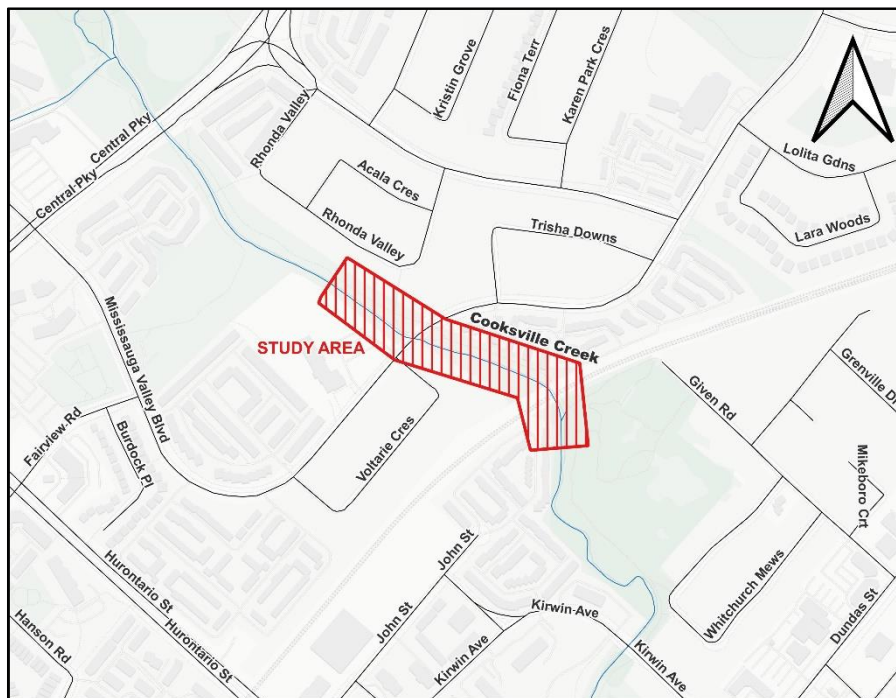 Kristin Grove
Fiona Terr
Karen Park Cres
Central Pky
Central Pky
Rhonda Valley
Acala Cres
Rhonda Valley
Trisha Downs
Lolita Gdns
Lara Woods
Mississauga Valley Blvd
STUDY AREA
Cooksville Creek
Given Rd
Grenville Dr
Fairview-Rd
Burdock Pl
Voltarie Cres
Mikeboro Crt
John St
Whitchurch Mews
Dundas St
Hurontario St
Hurontario St
Hanson Rd
John St
Kirwin-Ave
Kirwin Ave
Kirwin Ave